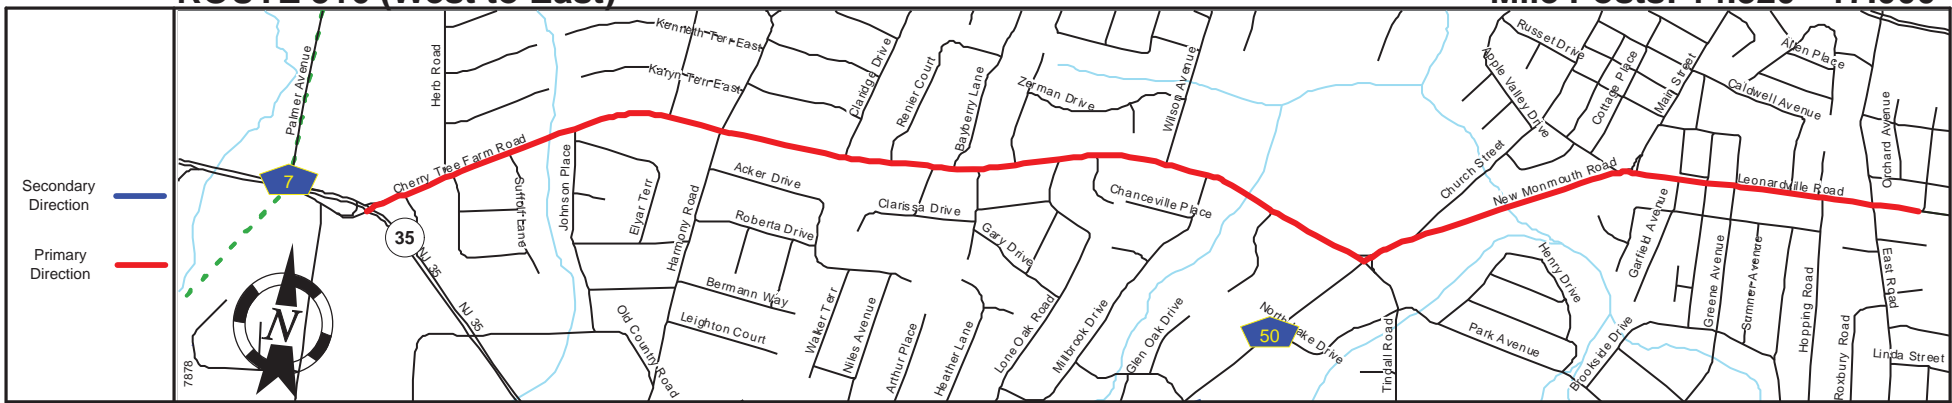 Secondary
Direction
Primary
Direction
Palmer Avenue
7
7878
N
Herb Road
Cherry Tree Farm Road
35
NJ 35
NJ 35
Johnson Place
Elyar Terr
Old Country Road
Kenneth Terr East
Karyn Terr East
Harmony Road
Acker Drive
Roberta Drive
Bermann Way
Leighton Court
Walker Terr
Niles Avenue
Arthur Place
Heather Lane
Claridge Drive
Renier Court
Bayberry Lane
Zerman Drive
Wilson Avenue
Clarissa Drive
Gary Drive
Chanceville Place
Lone Oak Road
Millbrook Drive
Glen Oak Drive
50
Tindall Road
Church Street
New Monmouth Road
Apple Valley Drive
Russet Drive
Cottage Place
Main Street
Allen Place
Caldwell Avenue
Orchard Avenue
Leonardville Road
Garfield Avenue
Henry Drive
Park Avenue
Brookside Drive
Greene Avenue
Sumner Avenue
Hopping Road
Roxbury Road
East Road
Linda Street